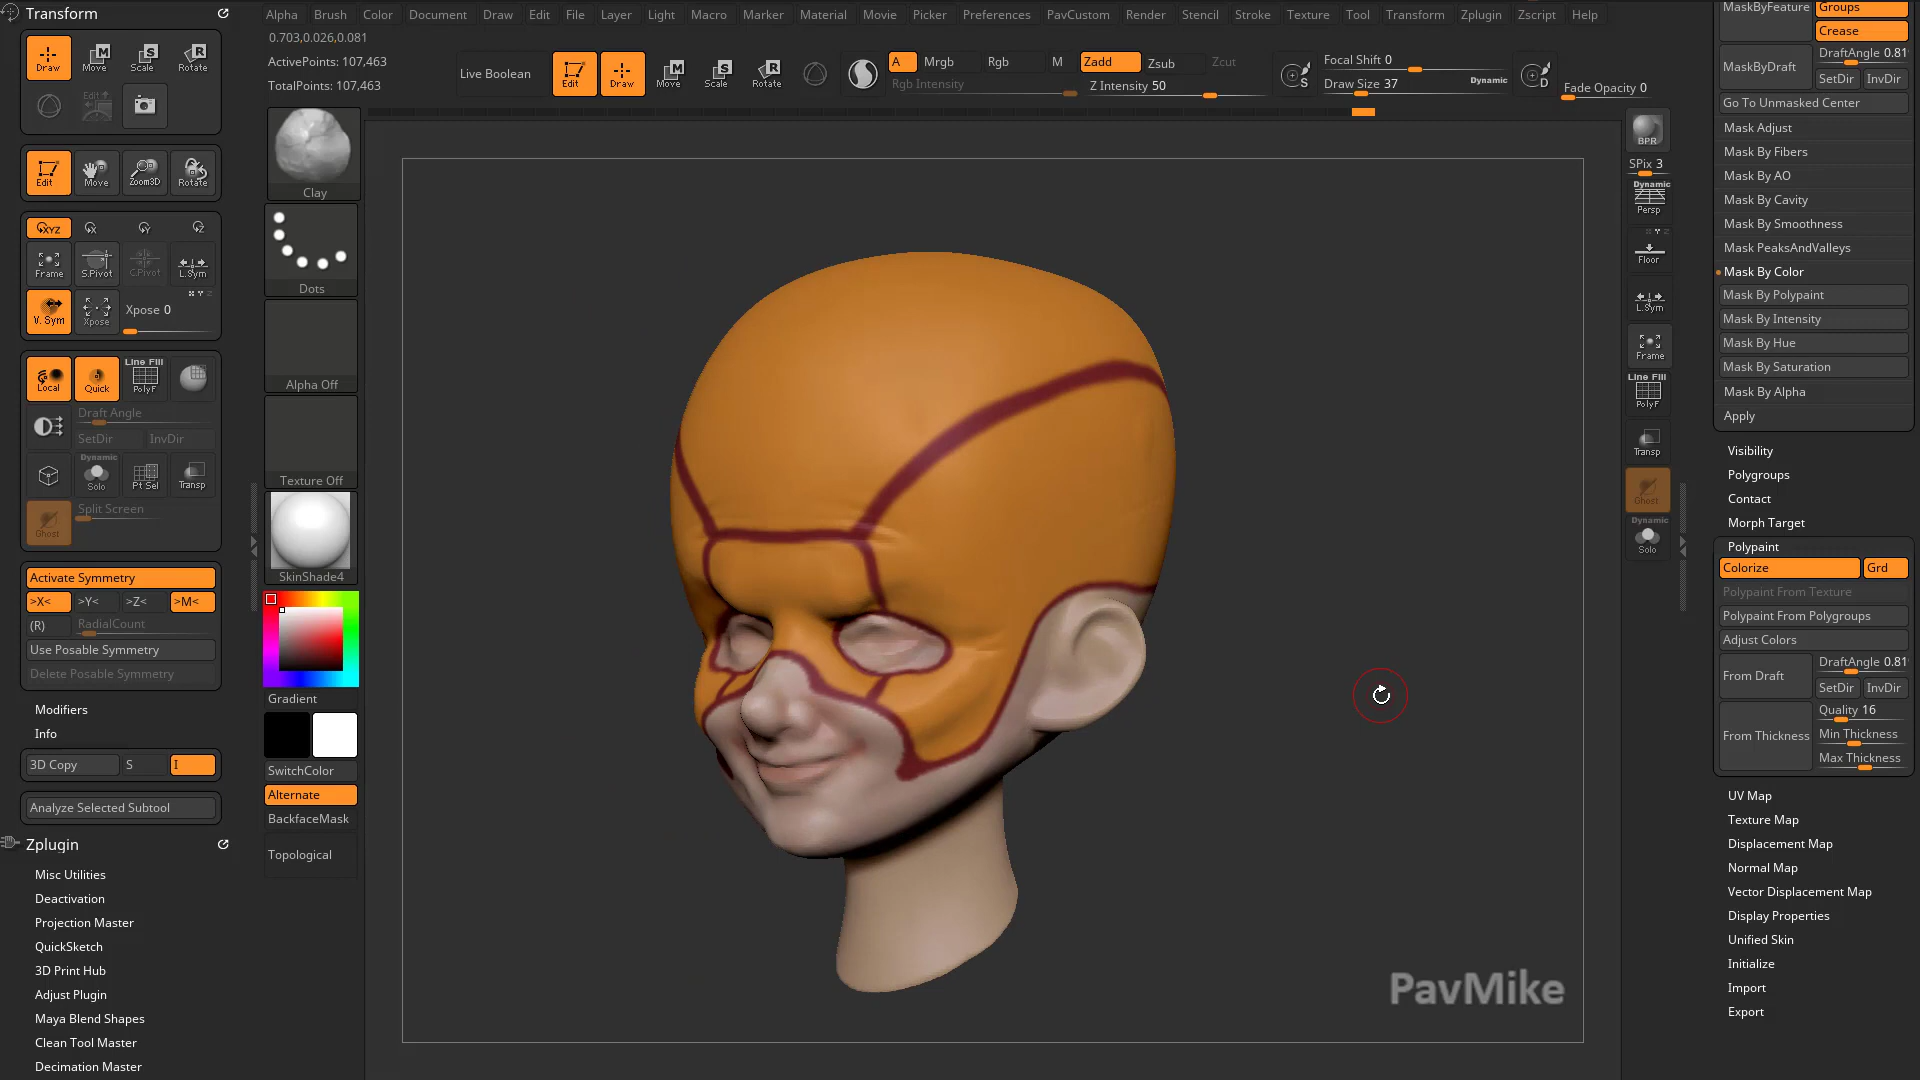 Transform
Alpha Brush Color Document Draw Edit File Layer Light Macro Marker Material Movie Picker Preferences PavCustom Render Stencil Stroke Texture Tool Transform Zplugin Zscript Help
Draw Move Scale Rotate
Edit
0.703,0.026,0.081
ActivePoints: 107,463
TotalPoints: 107,463
Live Boolean
Edit Draw Move Scale Rotate
A Mrgb Rgb M Zadd Zsub Zcut
Rgb Intensity
Z Intensity 50
Focal Shift 0
Draw Size 37
Dynamic
Fade Opacity 0
Edit Move Zoom3D Rotate
XYZ
Frame S.Pivot C.Pivot L.Sym
V. Sym Xpose Xpose 0
Line Fill
Local Quick PolyF
Draft Angle
SetDir InvDir
Dynamic
Solo Pt Sel Transp
Ghost Split Screen
Activate Symmetry
>X< >Y< >Z< >M<
(R) RadialCount
Use Posable Symmetry
Delete Posable Symmetry
Modifiers
Info
3D Copy S I
Analyze Selected Subtool
Zplugin
Misc Utilities
Deactivation
Projection Master
QuickSketch
3D Print Hub
Adjust Plugin
Maya Blend Shapes
Clean Tool Master
Decimation Master
Clay
Dots
Alpha Off
Texture Off
SkinShade4
Gradient
SwitchColor
Alternate
BackfaceMask
Topological
PavMike
BPR
SPix 3
Dynamic
Persp
Floor
L.Sym
Frame
Line Fill
PolyF
Transp
Ghost
Dynamic
Solo
MaskByFeature Groups
Crease
MaskByDraft DraftAngle 0.81
SetDir InvDir
Go To Unmasked Center
Mask Adjust
Mask By Fibers
Mask By AO
Mask By Cavity
Mask By Smoothness
Mask PeaksAndValleys
Mask By Color
Mask By Polypaint
Mask By Intensity
Mask By Hue
Mask By Saturation
Mask By Alpha
Apply
Visibility
Polygroups
Contact
Morph Target
Polypaint
Colorize Grd
Polypaint From Texture
Polypaint From Polygroups
Adjust Colors
From Draft DraftAngle 0.81
SetDir InvDir
From Thickness Quality 16
Min Thickness
Max Thickness
UV Map
Texture Map
Displacement Map
Normal Map
Vector Displacement Map
Display Properties
Unified Skin
Initialize
Import
Export